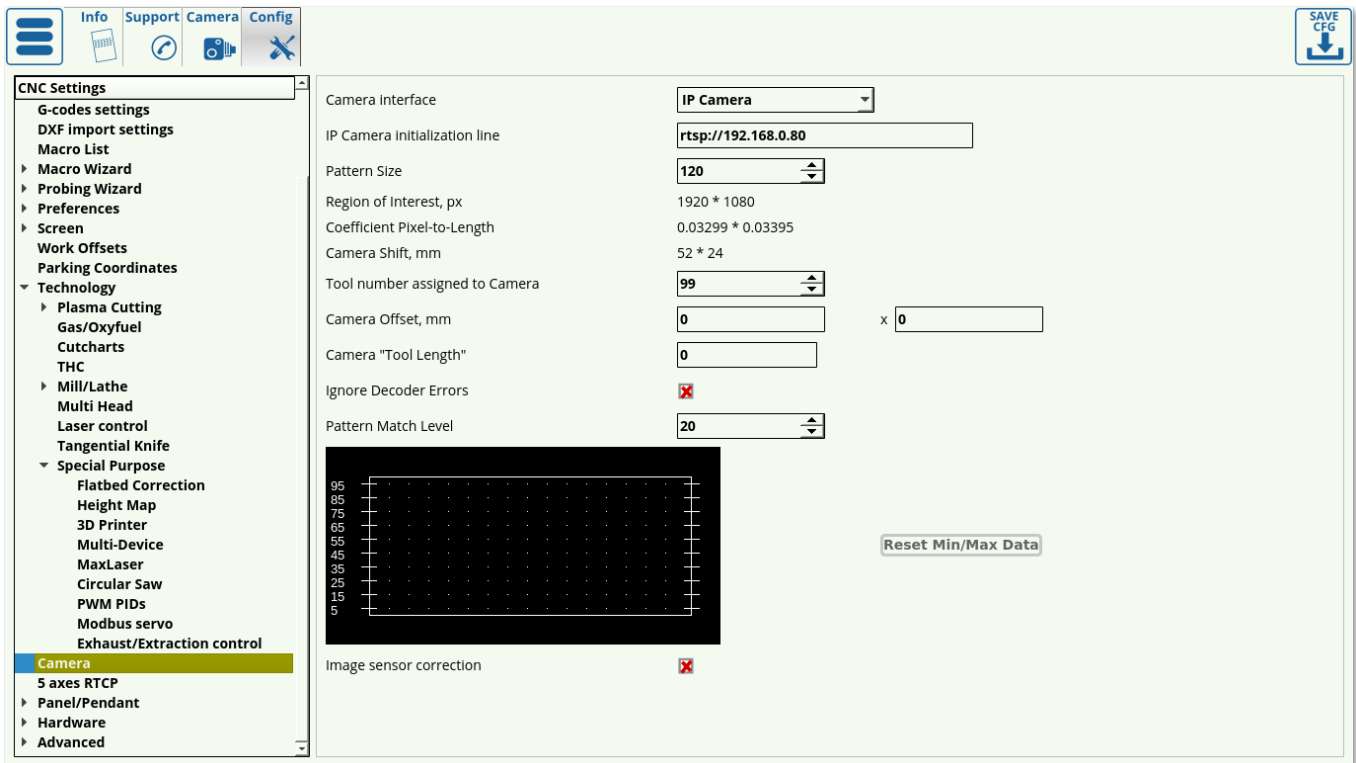 Info Support Camera Config
SAVE
CFG
CNC Settings
G-codes settings
DXF import settings
Macro List
Macro Wizard
Probing Wizard
Preferences
Screen
Work Offsets
Parking Coordinates
Technology
Plasma Cutting
Gas/Oxyfuel
Cutcharts
THC
Mill/Lathe
Multi Head
Laser control
Tangential Knife
Special Purpose
Flatbed Correction
Height Map
3D Printer
Multi-Device
MaxLaser
Circular Saw
PWM PIDs
Modbus servo
Exhaust/Extraction control
Camera
5 axes RTCP
Panel/Pendant
Hardware
Advanced
Camera interface IP Camera
IP Camera initialization line rtsp://192.168.0.80
Pattern Size 120
Region of Interest, px 1920 * 1080
Coefficient Pixel-to-Length 0.03299 * 0.03395
Camera Shift, mm 52 * 24
Tool number assigned to Camera 99
Camera Offset, mm 0 x 0
Camera "Tool Length" 0
Ignore Decoder Errors
Pattern Match Level 20
95
85
75
65
55
45
35
25
15
5
Reset Min/Max Data
Image sensor correction